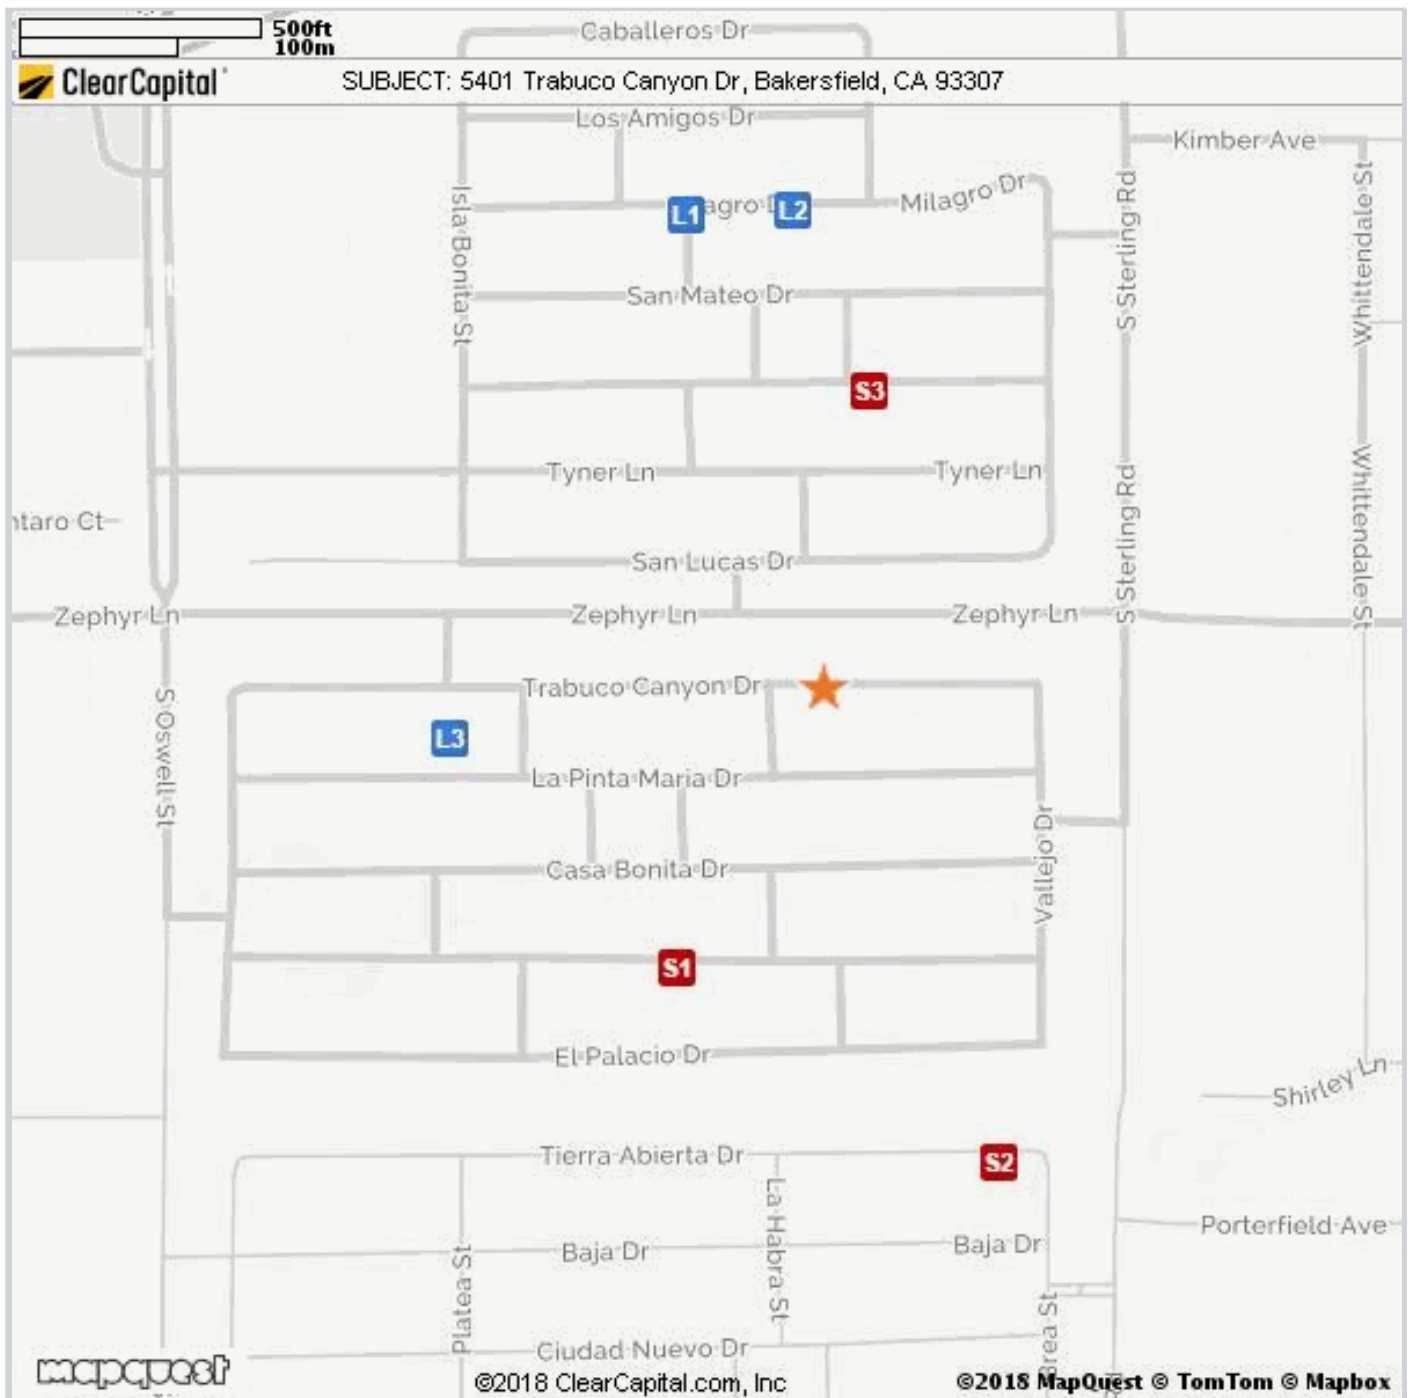 500ft
100m
Caballeros Dr
ClearCapital
SUBJECT: 5401 Trabuco Canyon Dr, Bakersfield, CA 93307
Los Amigos Dr
Kimber Ave
Isla Bonita St
L1
agro D
L2
Milagro Dr
S Sterling Rd
Whittendale St
San Mateo Dr
S3
Tyner Ln
Tyner Ln
S Sterling Rd
Whittendale St
ntaro Ct
San Lucas Dr
Zephyr Ln
Zephyr Ln
Zephyr Ln
Trabuco Canyon Dr
S Oswell St
L3
La Pinta Maria Dr
Vallejo Dr
Casa Bonita Dr
S1
El Palacio Dr
Shirley Ln
Tierra Abierta Dr
S2
La Habra St
Porterfield Ave
Platea St
Baja Dr
Baja Dr
Brea St
Ciudad Nuevo Dr
mapquest
©2018 ClearCapital.com, Inc
©2018 MapQuest © TomTom © Mapbox